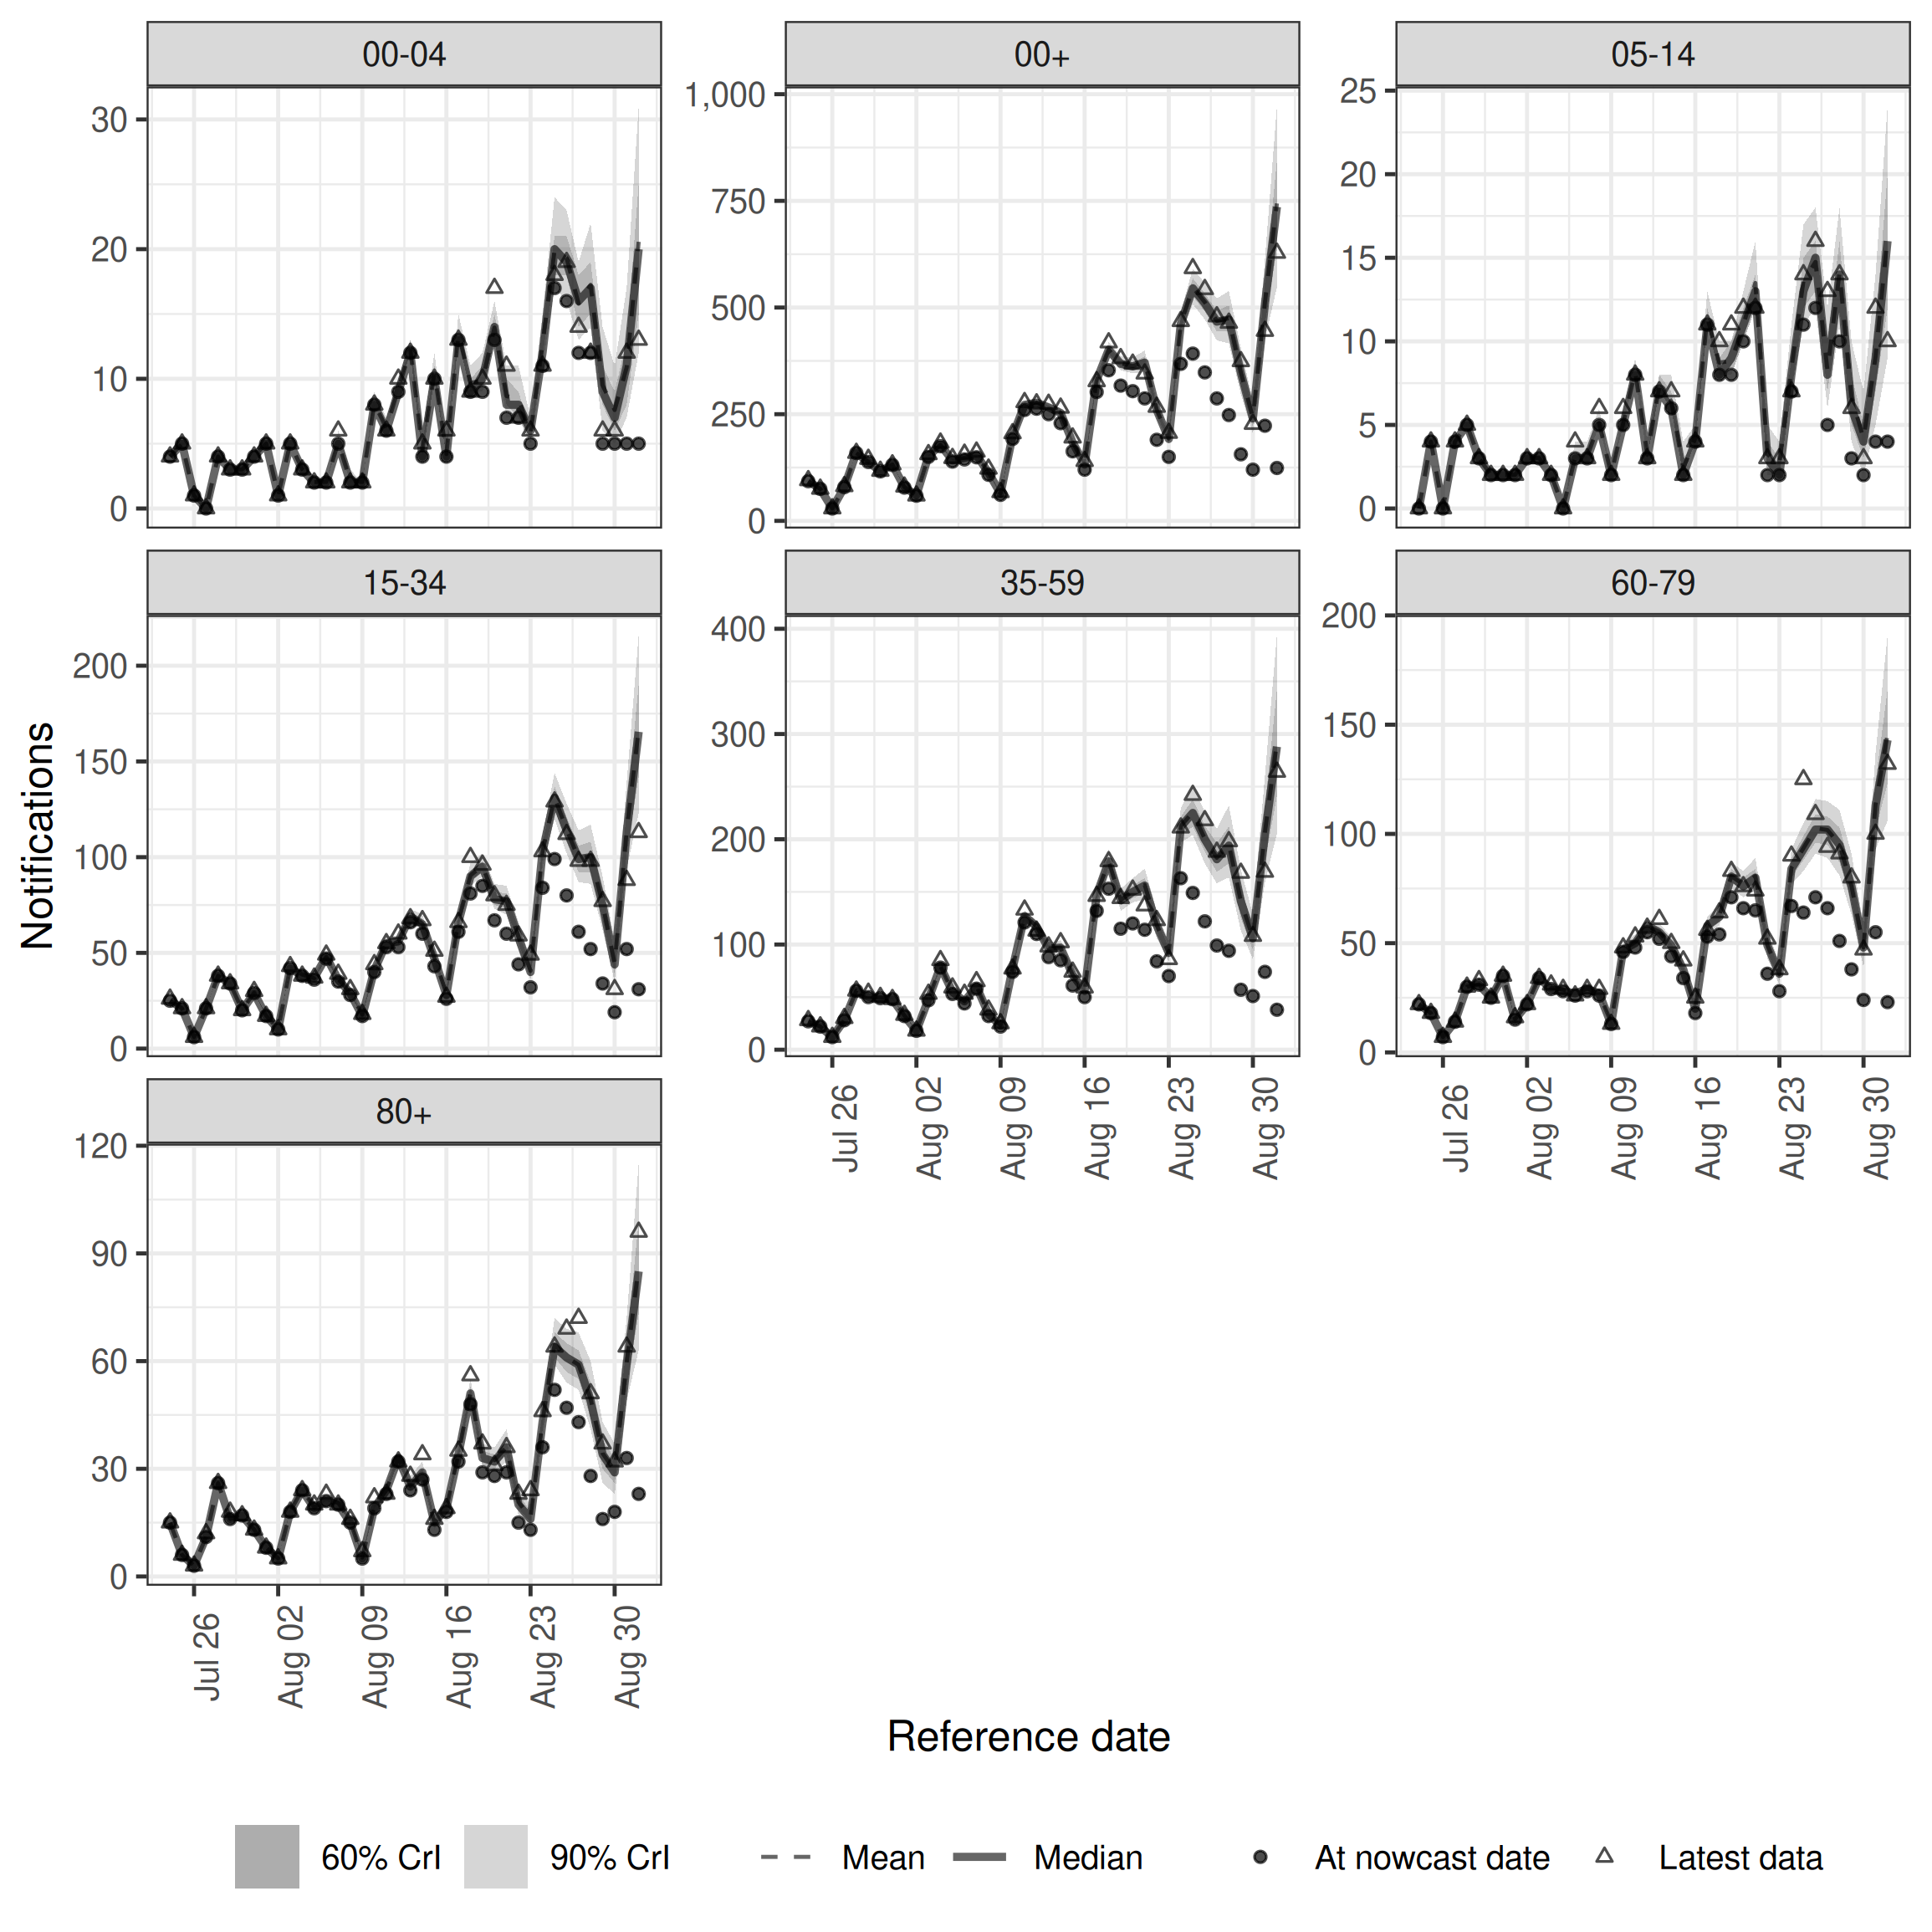 00-04
00+
05-14
30
20
10
0
1,000
750
500
250
0
25
20
15
10
5
0
15-34
35-59
60-79
200
150
100
50
0
400
300
200
100
0
200
150
100
50
0
Jul 26
Aug 02
Aug 09
Aug 16
Aug 23
Aug 30
Jul 26
Aug 02
Aug 09
Aug 16
Aug 23
Aug 30
80+
120
90
60
30
0
Jul 26
Aug 02
Aug 09
Aug 16
Aug 23
Aug 30
Notifications
Reference date
60% CrI 90% CrI Mean Median At nowcast date Latest data